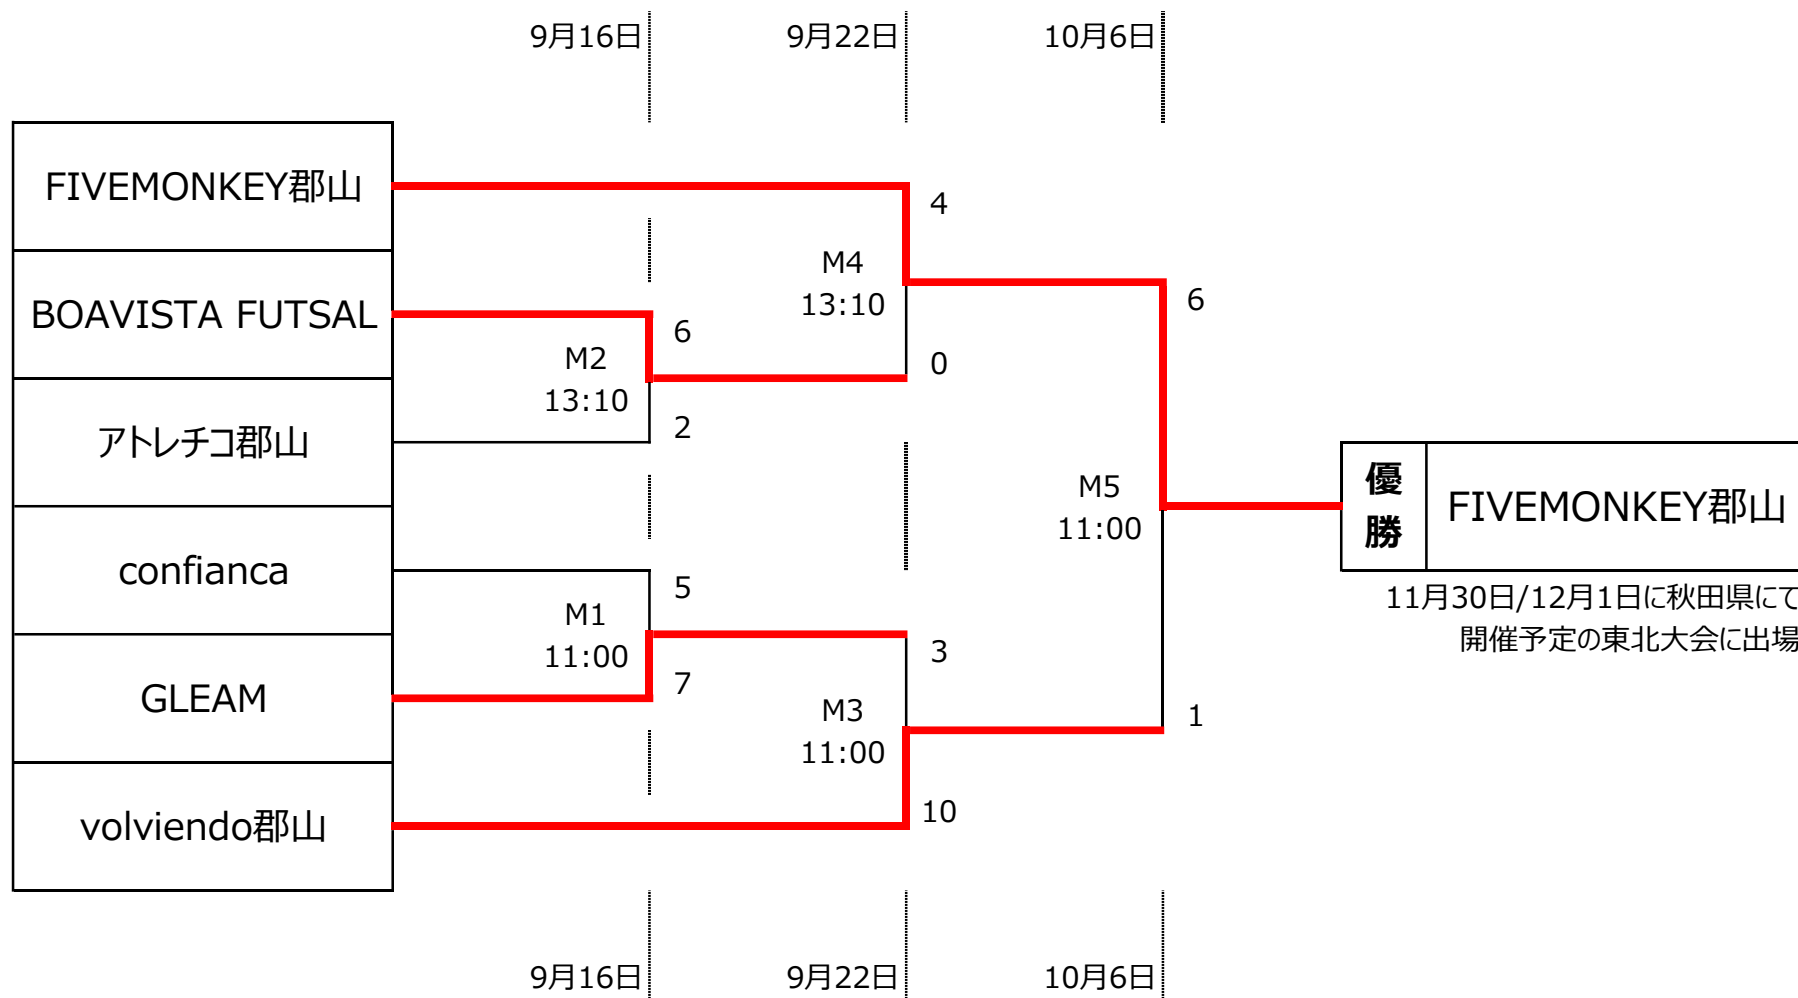 9月16日 9月22日 10月6日
FIVEMONKEY郡山
4
M4
13:10
BOAVISTA FUTSAL
6
6
M2
13:10
0
2
アトレチコ郡山
M5
11:00
優勝
FIVEMONKEY郡山
11月30日/12月1日に秋田県にて
開催予定の東北大会に出場
confianca
5
M1
11:00
3
7
GLEAM
M3
11:00
1
10
volviendo郡山
9月16日 9月22日 10月6日